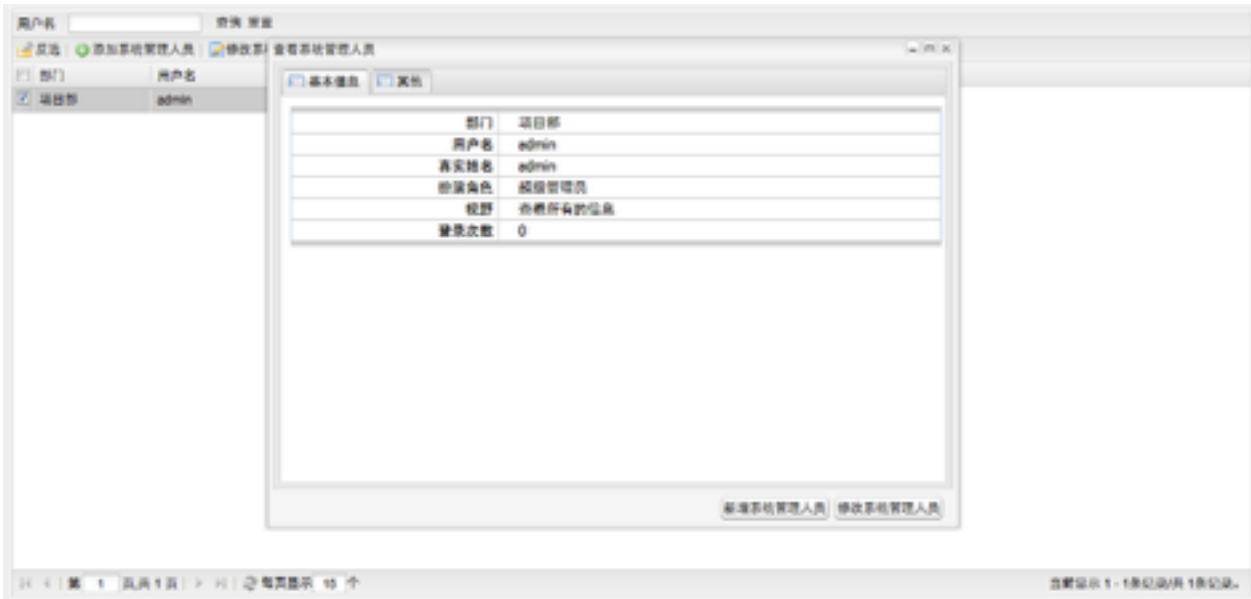 用户名 查询 重置
反选 添加系统管理人员 修改系
部门 用户名
项目部 admin
查看系统管理人员
基本信息 其他
部门 项目部
用户名 admin
真实姓名 admin
扮演角色 超级管理员
视野 查看所有的信息
登录次数 0
新增系统管理人员 修改系统管理人员
第 1 页,共 1 页 每页显示 15 个
当前显示 1 - 1条记录/共 1条记录。